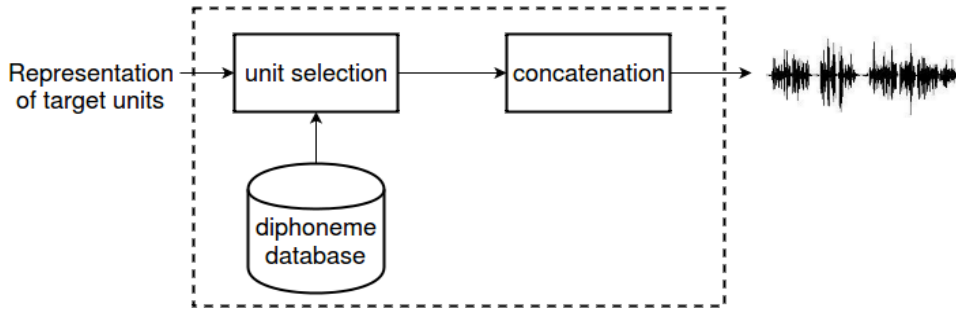 Representation
of target units
unit selection
concatenation
diphoneme
database